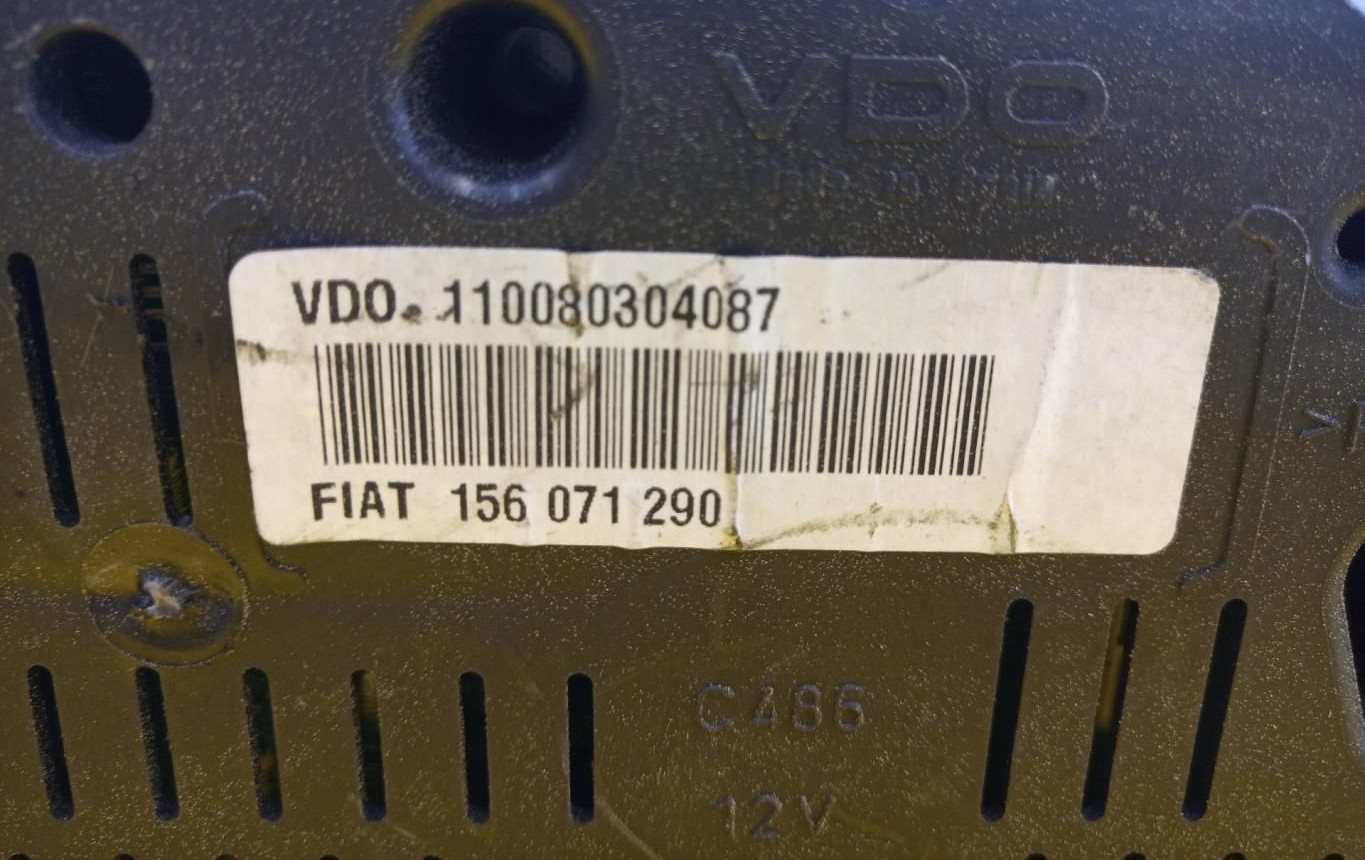 VDO
VDO. 110080304087
FIAT 156 071 290
C486
12V